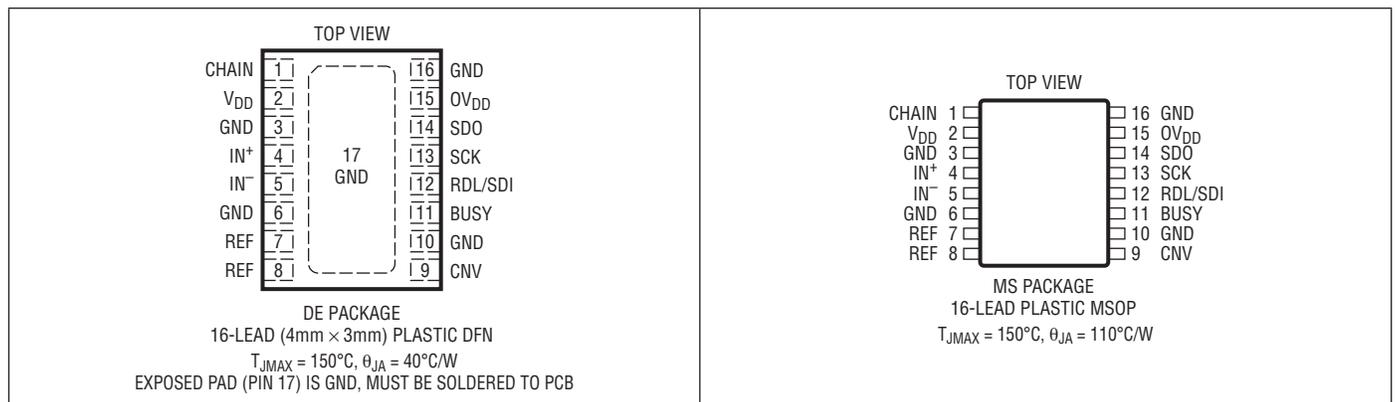 TOP VIEW
CHAIN 1 16 GND
VDD 2 15 OVDD
GND 3 14 SDO
IN+ 4 13 SCK
IN− 5 12 RDL/SDI
GND 6 11 BUSY
REF 7 10 GND
REF 8 9 CNV
17
GND
DE PACKAGE
16-LEAD (4mm × 3mm) PLASTIC DFN
TJMAX = 150°C, θJA = 40°C/W
EXPOSED PAD (PIN 17) IS GND, MUST BE SOLDERED TO PCB
TOP VIEW
CHAIN 1 16 GND
VDD 2 15 OVDD
GND 3 14 SDO
IN+ 4 13 SCK
IN− 5 12 RDL/SDI
GND 6 11 BUSY
REF 7 10 GND
REF 8 9 CNV
MS PACKAGE
16-LEAD PLASTIC MSOP
TJMAX = 150°C, θJA = 110°C/W